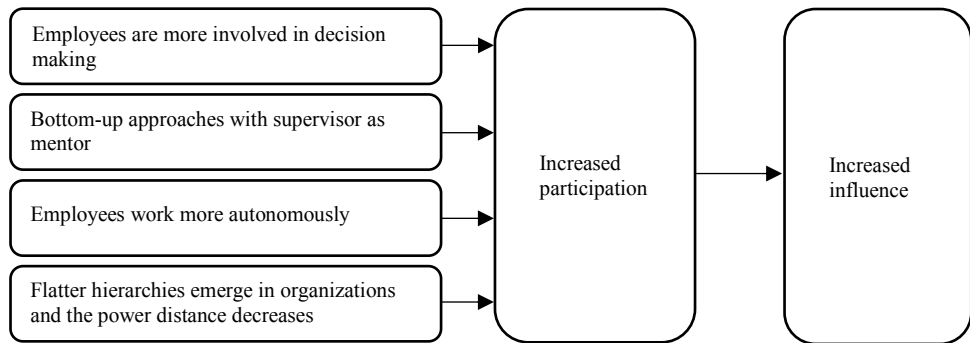 Employees are more involved in decision
making
Bottom-up approaches with supervisor as
mentor
Employees work more autonomously
Flatter hierarchies emerge in organizations
and the power distance decreases
Increased
participation
Increased
influence